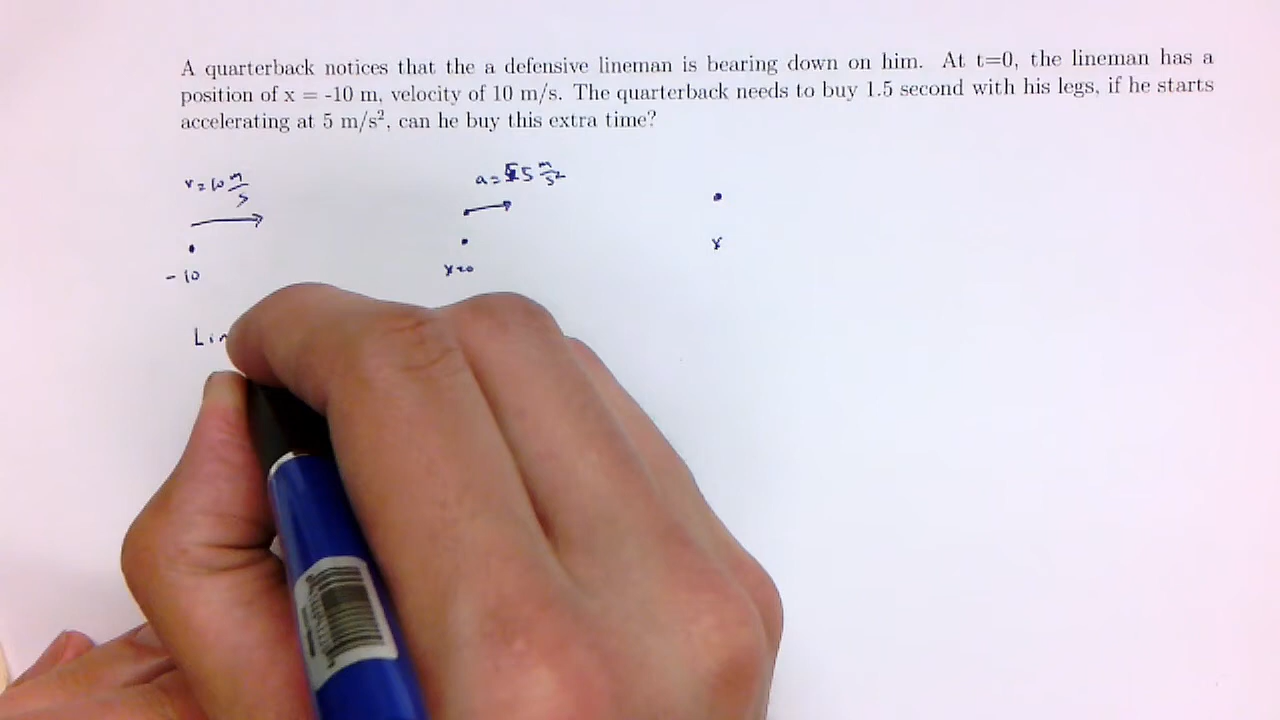 A quarterback notices that the a defensive lineman is bearing down on him. At t=0, the lineman has a
position of x = -10 m, velocity of 10 m/s. The quarterback needs to buy 1.5 second with his legs, if he starts
accelerating at 5 m/s², can he buy this extra time?
v=10 m/s
a=5 m/s²
-10
x=0
x
Lin